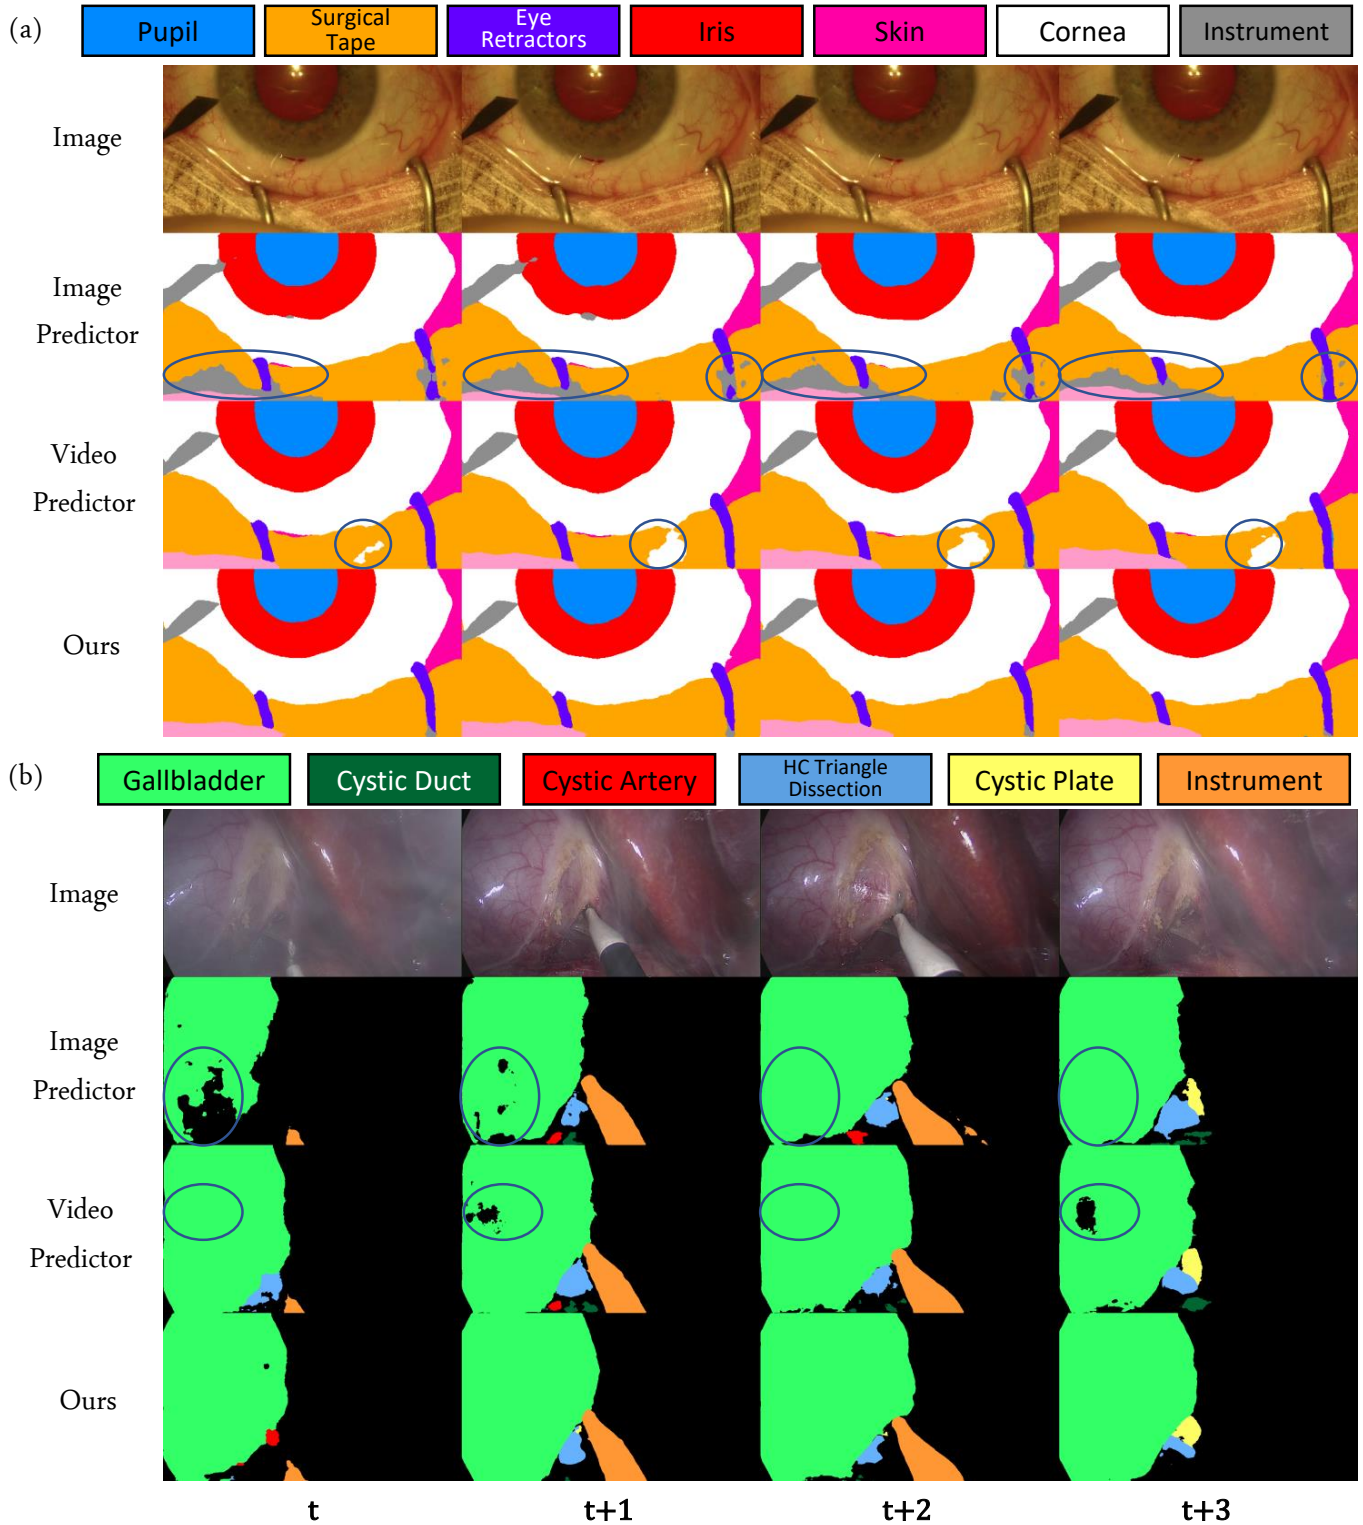 (a)
Pupil
Surgical
Tape
Eye
Retractors
Iris
Skin
Cornea
Instrument
Image
Image
Predictor
Video
Predictor
Ours
(b)
Gallbladder
Cystic Duct
Cystic Artery
HC Triangle
Dissection
Cystic Plate
Instrument
Image
Image
Predictor
Video
Predictor
Ours
t
t+1
t+2
t+3